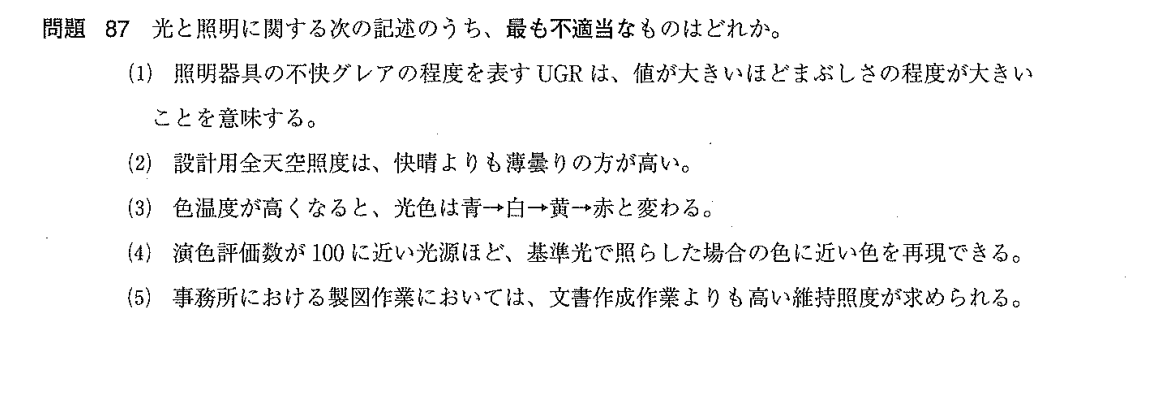 問題 87 光と照明に関する次の記述のうち、最も不適当なものはどれか。
(1) 照明器具の不快グレアの程度を表す UGR は、値が大きいほどまぶしさの程度が大きい
ことを意味する。
(2) 設計用全天空照度は、快晴よりも薄曇りの方が高い。
(3) 色温度が高くなると、光色は青→白→黄→赤と変わる。
(4) 演色評価数が 100 に近い光源ほど、基準光で照らした場合の色に近い色を再現できる。
(5) 事務所における製図作業においては、文書作成作業よりも高い維持照度が求められる。